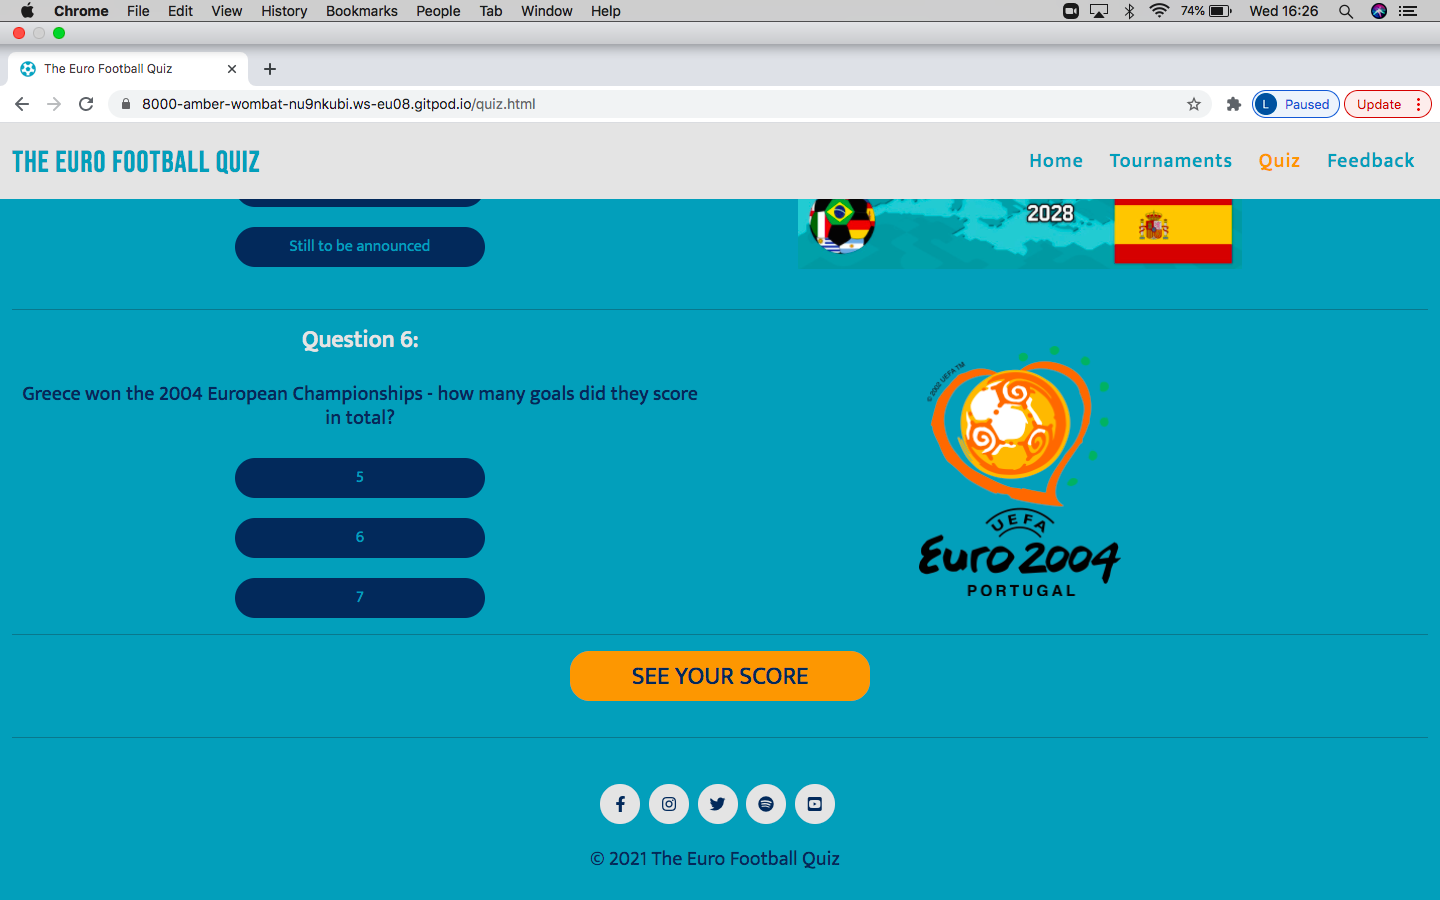 Chrome File Edit View History Bookmarks People Tab Window Help 74% Wed 16:26
The Euro Football Quiz
8000-amber-wombat-nu9nkubi.ws-eu08.gitpod.io/quiz.html L Paused Update
THE EURO FOOTBALL QUIZ Home Tournaments Quiz Feedback
2028
Still to be announced
Question 6:
Greece won the 2004 European Championships - how many goals did they score
in total?
5
6
7
© 2002 UEFA TM
UEFA
Euro 2004
PORTUGAL
SEE YOUR SCORE
© 2021 The Euro Football Quiz